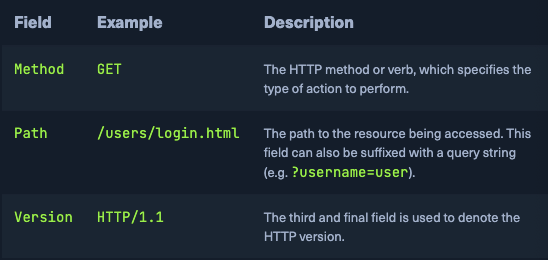 Field Example Description
Method GET The HTTP method or verb, which specifies the
type of action to perform.
Path /users/login.html The path to the resource being accessed. This
field can also be suffixed with a query string
(e.g. ?username=user).
Version HTTP/1.1 The third and final field is used to denote the
HTTP version.